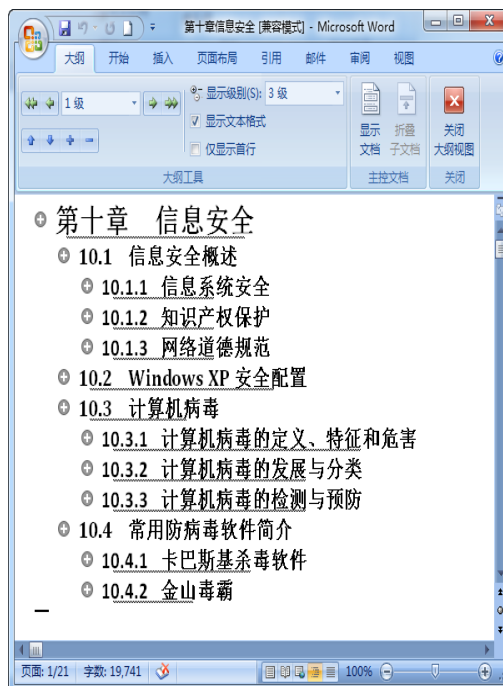 第十章信息安全 [兼容模式] - Microsoft Word
大纲 开始 插入 页面布局 引用 邮件 审阅 视图
1 级
显示级别(S): 3 级
显示文本格式
仅显示首行
显示文档
折叠子文档
关闭大纲视图
大纲工具 主控文档 关闭
第十章 信息安全
10.1 信息安全概述
10.1.1 信息系统安全
10.1.2 知识产权保护
10.1.3 网络道德规范
10.2 Windows XP 安全配置
10.3 计算机病毒
10.3.1 计算机病毒的定义、特征和危害
10.3.2 计算机病毒的发展与分类
10.3.3 计算机病毒的检测与预防
10.4 常用防病毒软件简介
10.4.1 卡巴斯基杀毒软件
10.4.2 金山毒霸
页面: 1/21 字数: 19,741 100%